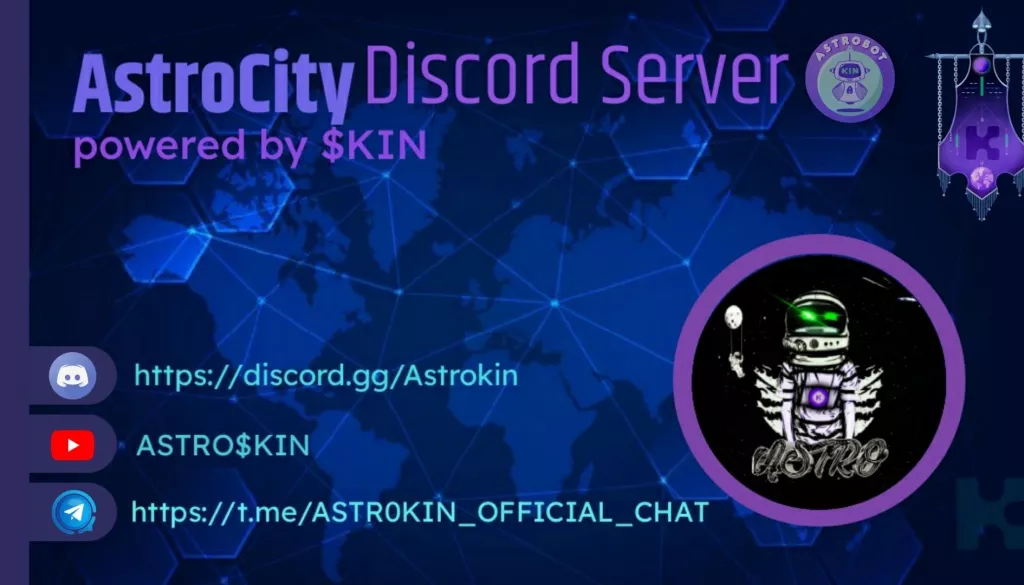 AstroCity Discord Server
powered by $KIN
ASTROBOT
KIN
https://discord.gg/Astrokin
ASTRO$KIN
https://t.me/ASTR0KIN_OFFICIAL_CHAT
ASTRO